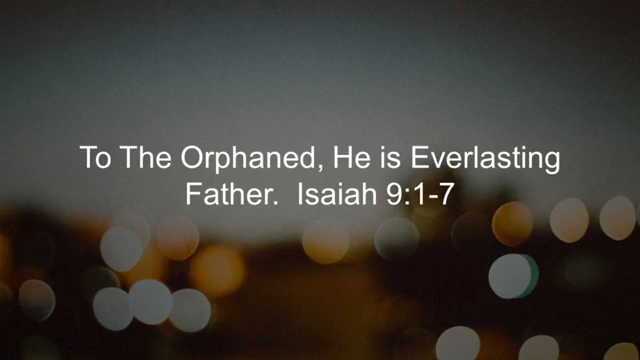 To The Orphaned, He is Everlasting
Father.  Isaiah 9:1-7